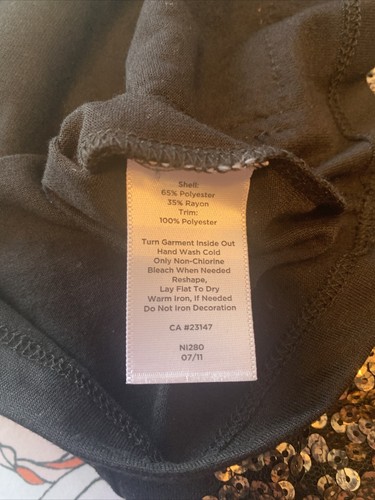 Shell:
65% Polyester
35% Rayon
Trim:
100% Polyester
Turn Garment Inside Out
Hand Wash Cold
Only Non-Chlorine
Bleach When Needed
Reshape,
Lay Flat To Dry
Warm Iron, If Needed
Do Not Iron Decoration
CA #23147
NI280
07/11